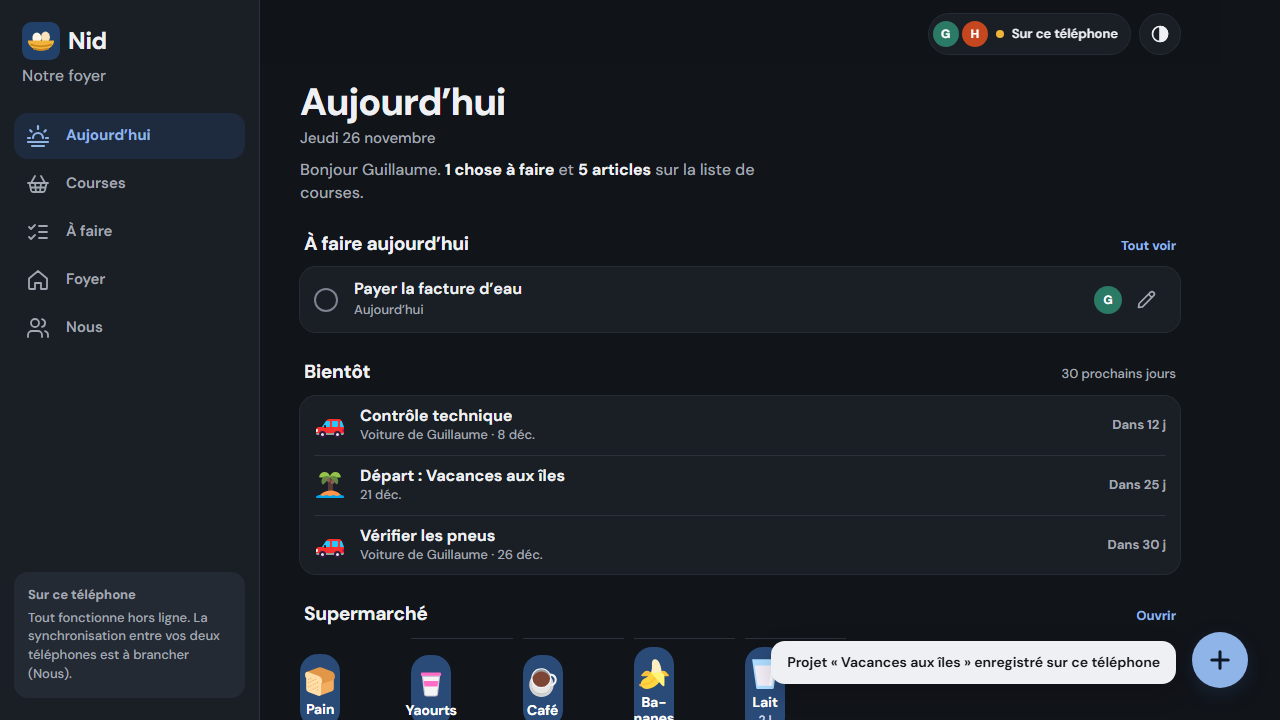 Nid
Notre foyer
Aujourd’hui
Courses
À faire
Foyer
Nous
Sur ce téléphone
Tout fonctionne hors ligne. La
synchronisation entre vos deux
téléphones est à brancher
(Nous).
G H Sur ce téléphone
Aujourd’hui
Jeudi 26 novembre
Bonjour Guillaume. 1 chose à faire et 5 articles sur la liste de
courses.
À faire aujourd’hui
Tout voir
Payer la facture d’eau
Aujourd’hui
G
Bientôt
30 prochains jours
Contrôle technique
Voiture de Guillaume · 8 déc.
Dans 12 j
Départ : Vacances aux îles
21 déc.
Dans 25 j
Vérifier les pneus
Voiture de Guillaume · 26 déc.
Dans 30 j
Supermarché
Ouvrir
Pain
Yaourts
Café
Ba-
nanes
Lait
2 l
Projet « Vacances aux îles » enregistré sur ce téléphone